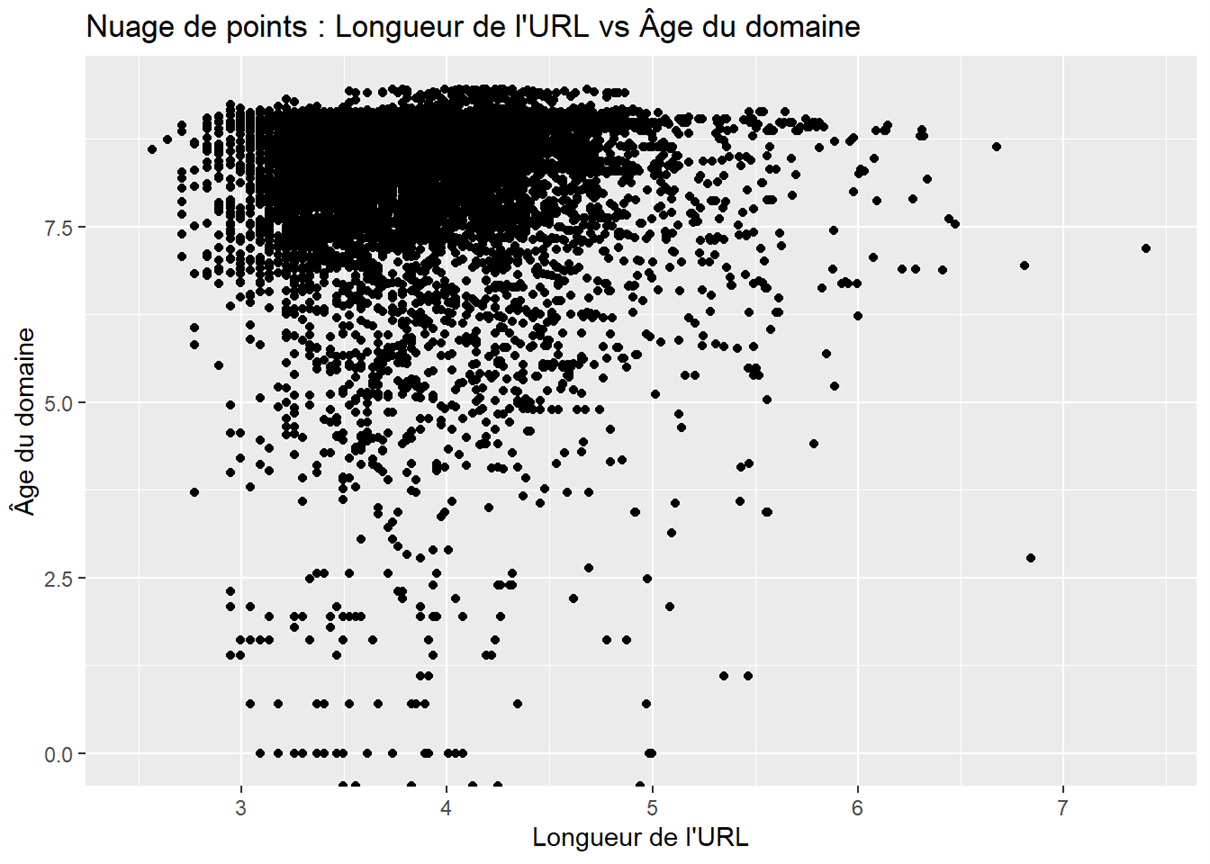 Nuage de points : Longueur de l'URL vs Âge du domaine
Âge du domaine
7.5
5.0
2.5
0.0
3 4 5 6 7
Longueur de l'URL